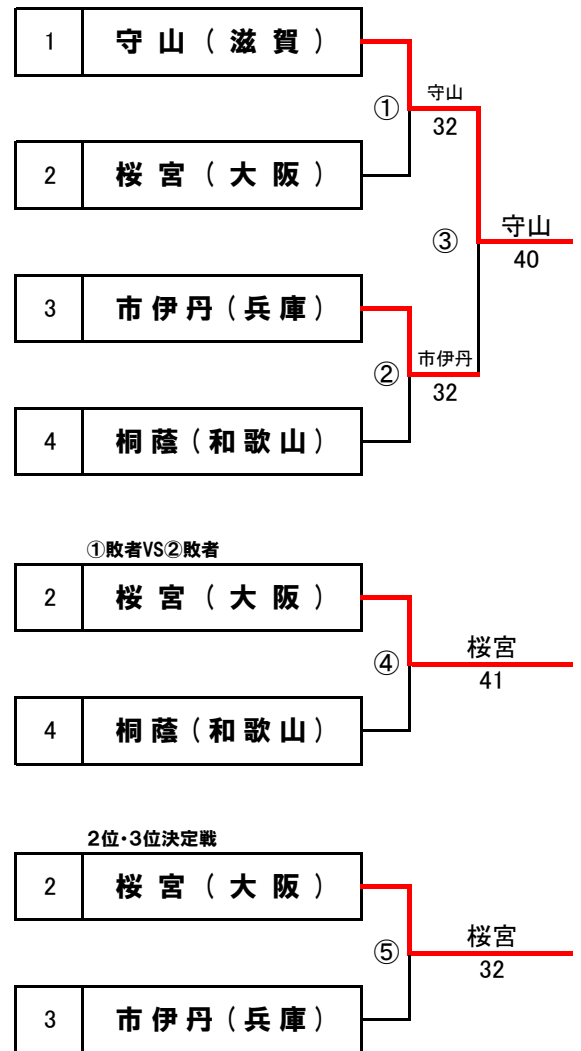 1 守山(滋賀)
守山
① 32
2 桜宮(大阪)
守山
③ 40
3 市伊丹(兵庫)
市伊丹
② 32
4 桐蔭(和歌山)
①敗者VS②敗者
2 桜宮(大阪)
桜宮
④ 41
4 桐蔭(和歌山)
2位・3位決定戦
2 桜宮(大阪)
桜宮
⑤ 32
3 市伊丹(兵庫)